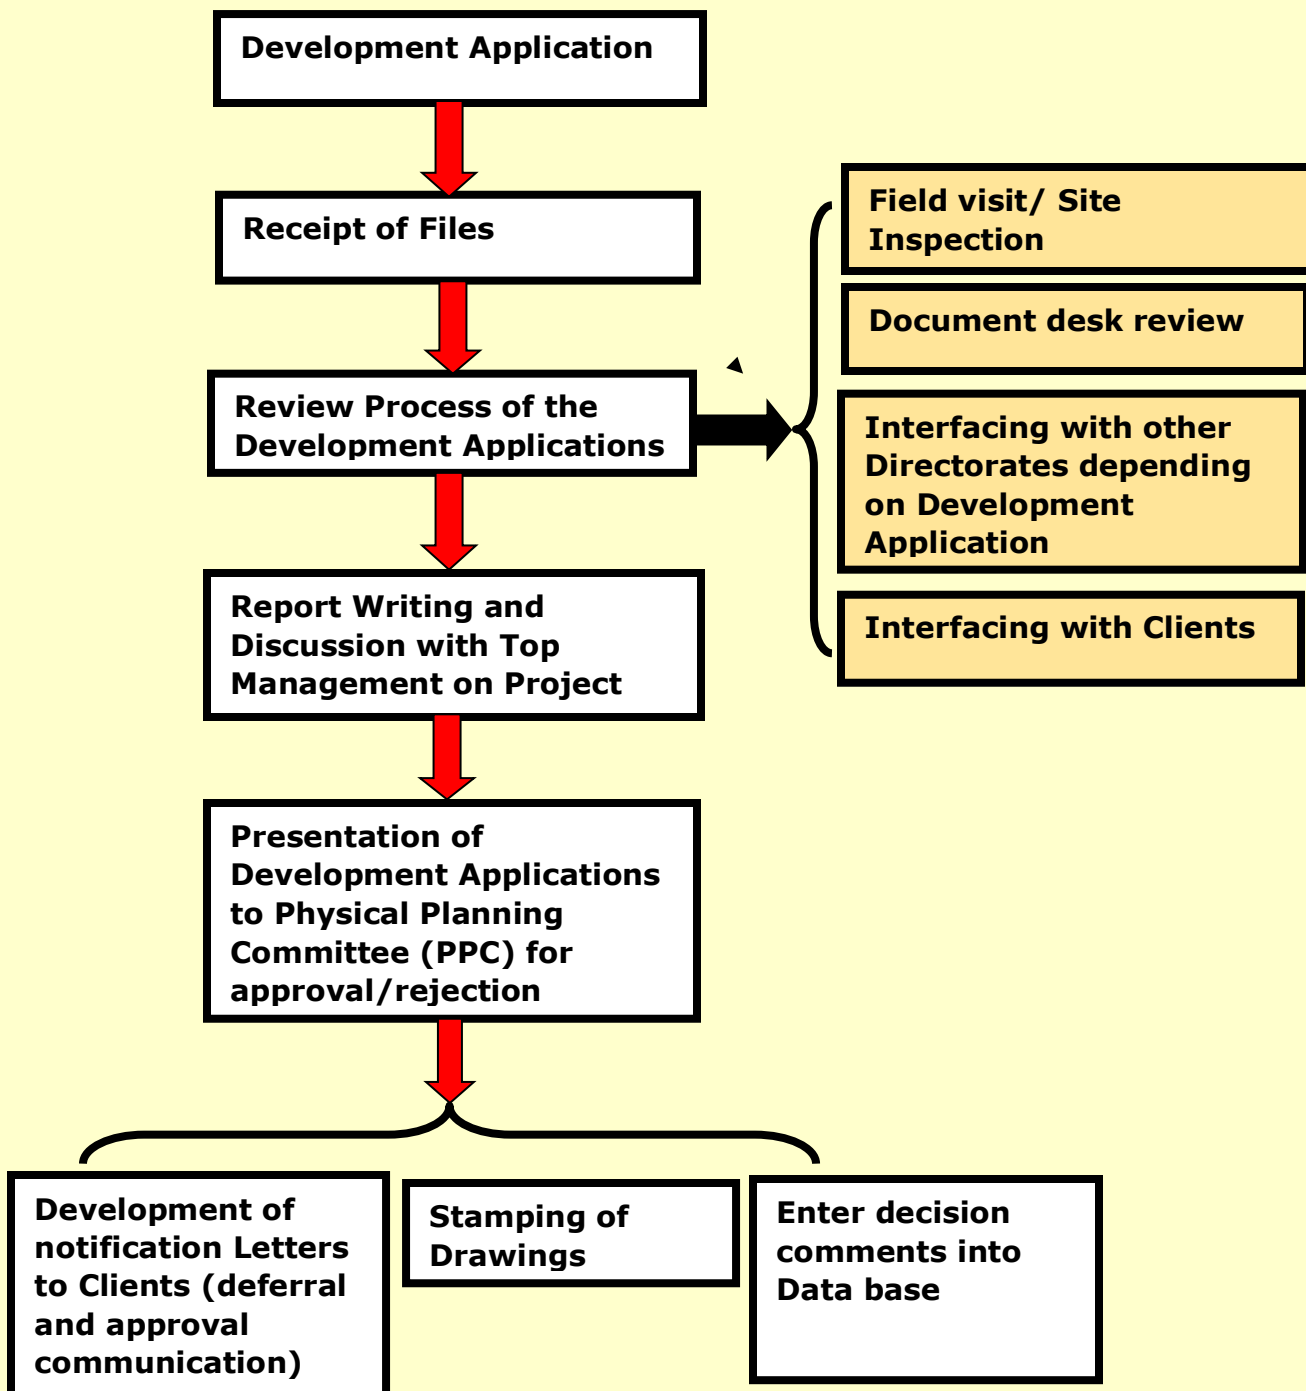 Development Application
Receipt of Files
Review Process of the
Development Applications
Field visit/ Site
Inspection
Document desk review
Interfacing with other
Directorates depending
on Development
Application
Interfacing with Clients
Report Writing and
Discussion with Top
Management on Project
Presentation of
Development Applications
to Physical Planning
Committee (PPC) for
approval/rejection
Development of
notification Letters
to Clients (deferral
and approval
communication)
Stamping of
Drawings
Enter decision
comments into
Data base